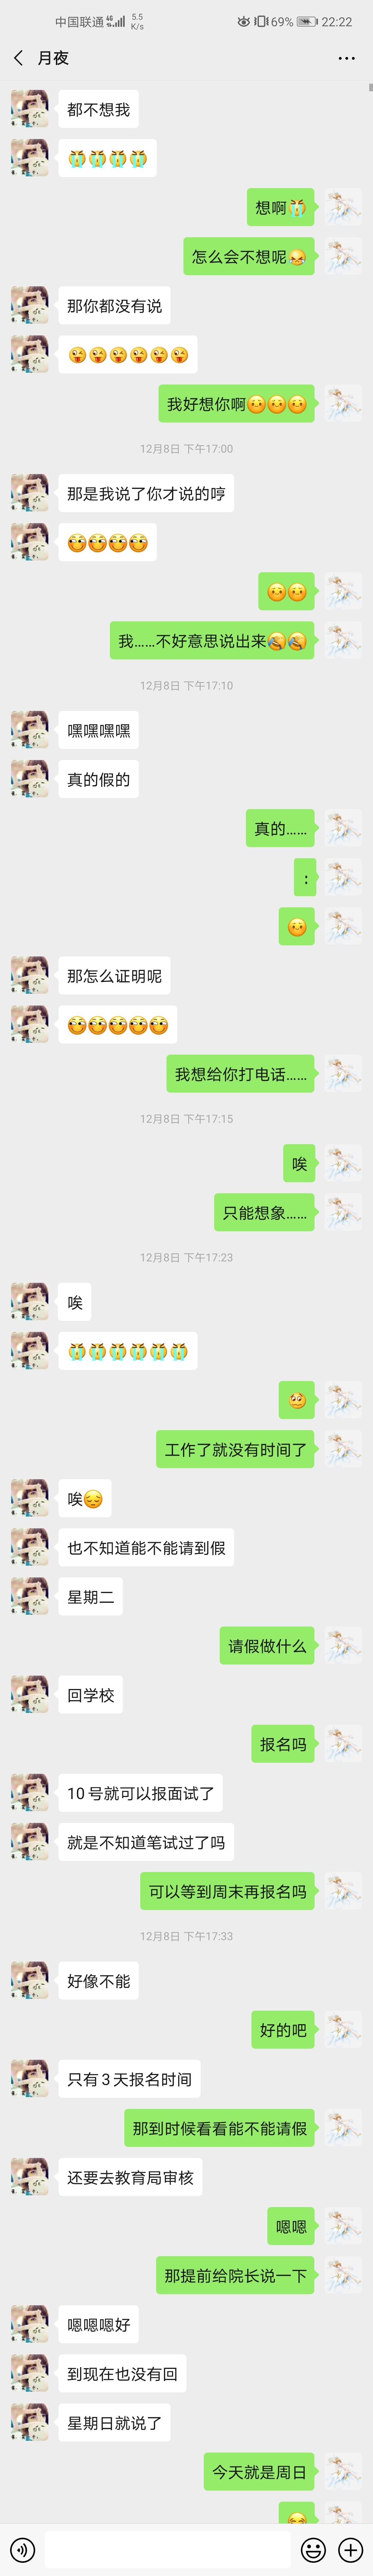 中国联通 4G 5.5 K/s 69% 22:22
月夜
都不想我
想啊
怎么会不想呢
那你都没有说
我好想你啊
12月8日 下午17:00
那是我说了你才说的哼
我……不好意思说出来
12月8日 下午17:10
嘿嘿嘿嘿
真的假的
真的……
：
那怎么证明呢
我想给你打电话……
12月8日 下午17:15
唉
只能想象……
12月8日 下午17:23
唉
工作了就没有时间了
唉
也不知道能不能请到假
星期二
请假做什么
回学校
报名吗
10号就可以报面试了
就是不知道笔试过了吗
可以等到周末再报名吗
12月8日 下午17:33
好像不能
好的吧
只有3天报名时间
那到时候看看能不能请假
还要去教育局审核
嗯嗯
那提前给院长说一下
嗯嗯嗯好
到现在也没有回
星期日就说了
今天就是周日